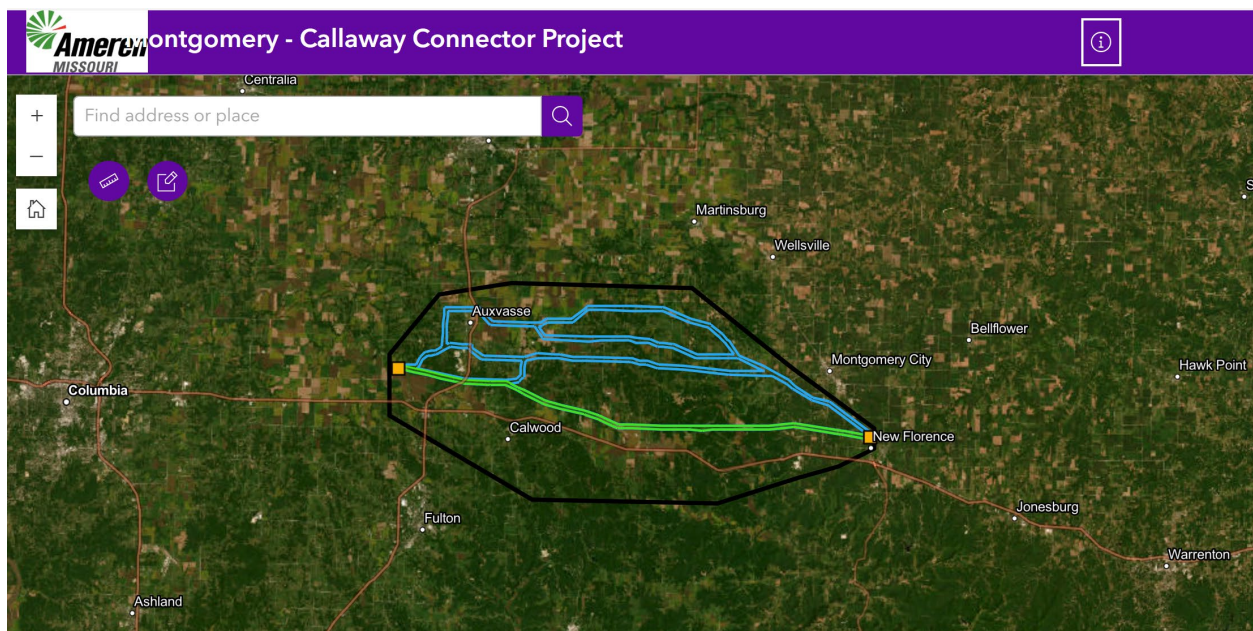 Ameren
MISSOURI
Montgomery - Callaway Connector Project
Centralia
+
Find address or place
−
Martinsburg
Wellsville
Auxvasse
Bellflower
Montgomery City
Hawk Point
Columbia
Calwood
New Florence
Jonesburg
Fulton
Warrenton
Ashland